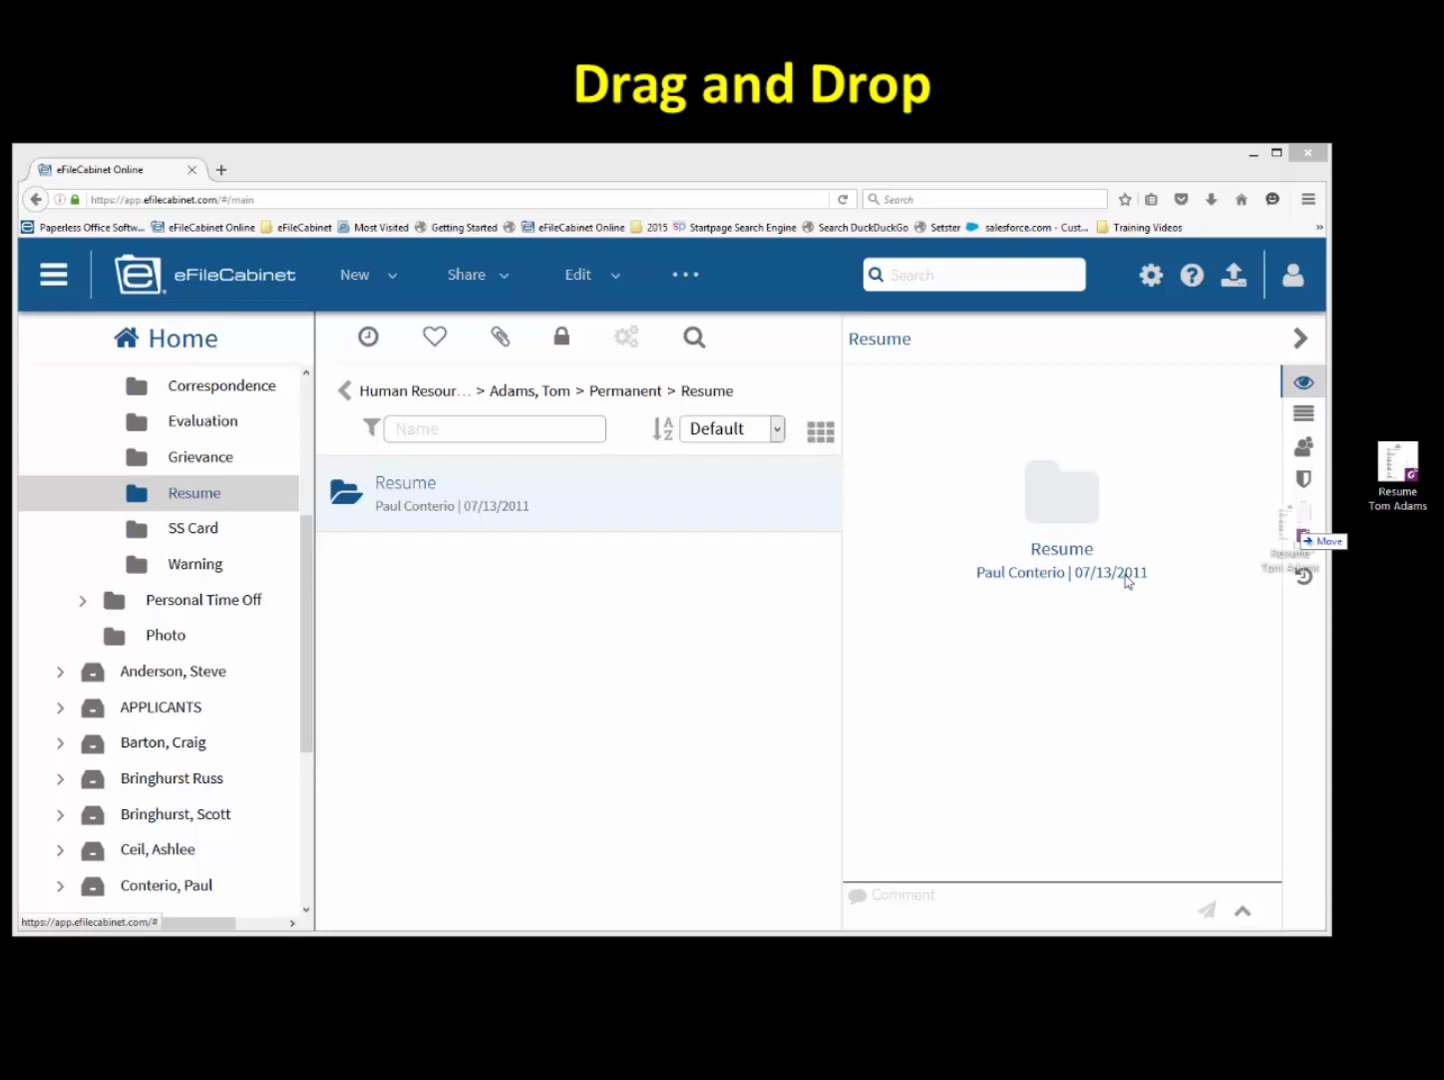 Drag and Drop
eFileCabinet Online
https://app.efilecabinet.com/#/main
Search
Paperless Office Softw... eFileCabinet Online eFileCabinet Most Visited Getting Started eFileCabinet Online 2015 SP Startpage Search Engine Search DuckDuckGo Setster salesforce.com - Cust... Training Videos »
eFileCabinet New Share Edit ... Search
Home
Resume
Correspondence
Human Resour... > Adams, Tom > Permanent > Resume
Evaluation
Name
Default
Grievance
Resume
Resume
Paul Conterio | 07/13/2011
Resume
Tom Adams
SS Card
Move
Resume
Tom Adams
Resume
Paul Conterio | 07/13/2011
Warning
Personal Time Off
Photo
Anderson, Steve
APPLICANTS
Barton, Craig
Bringhurst Russ
Bringhurst, Scott
Ceil, Ashlee
Conterio, Paul
Comment
https://app.efilecabinet.com/#